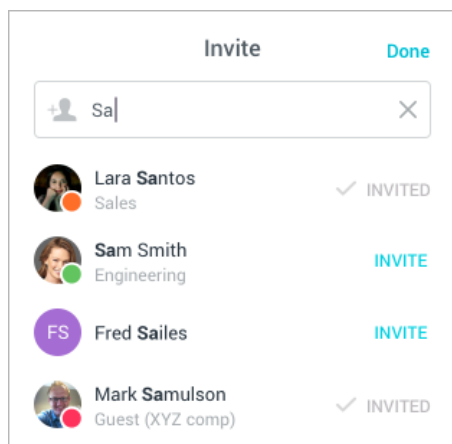 Invite
Done
Sa
Lara Santos
Sales
INVITED
Sam Smith
Engineering
INVITE
FS
Fred Sailes
INVITE
Mark Samulson
Guest (XYZ comp)
INVITED